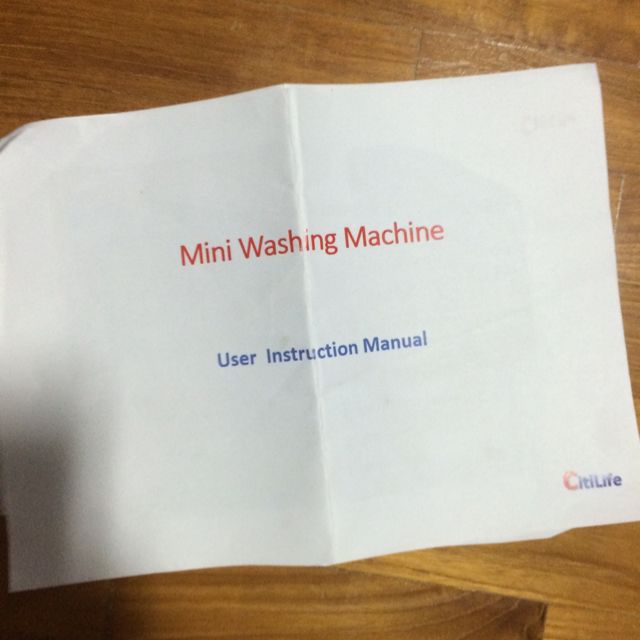 Mini Washing Machine
User Instruction Manual
CitiLife